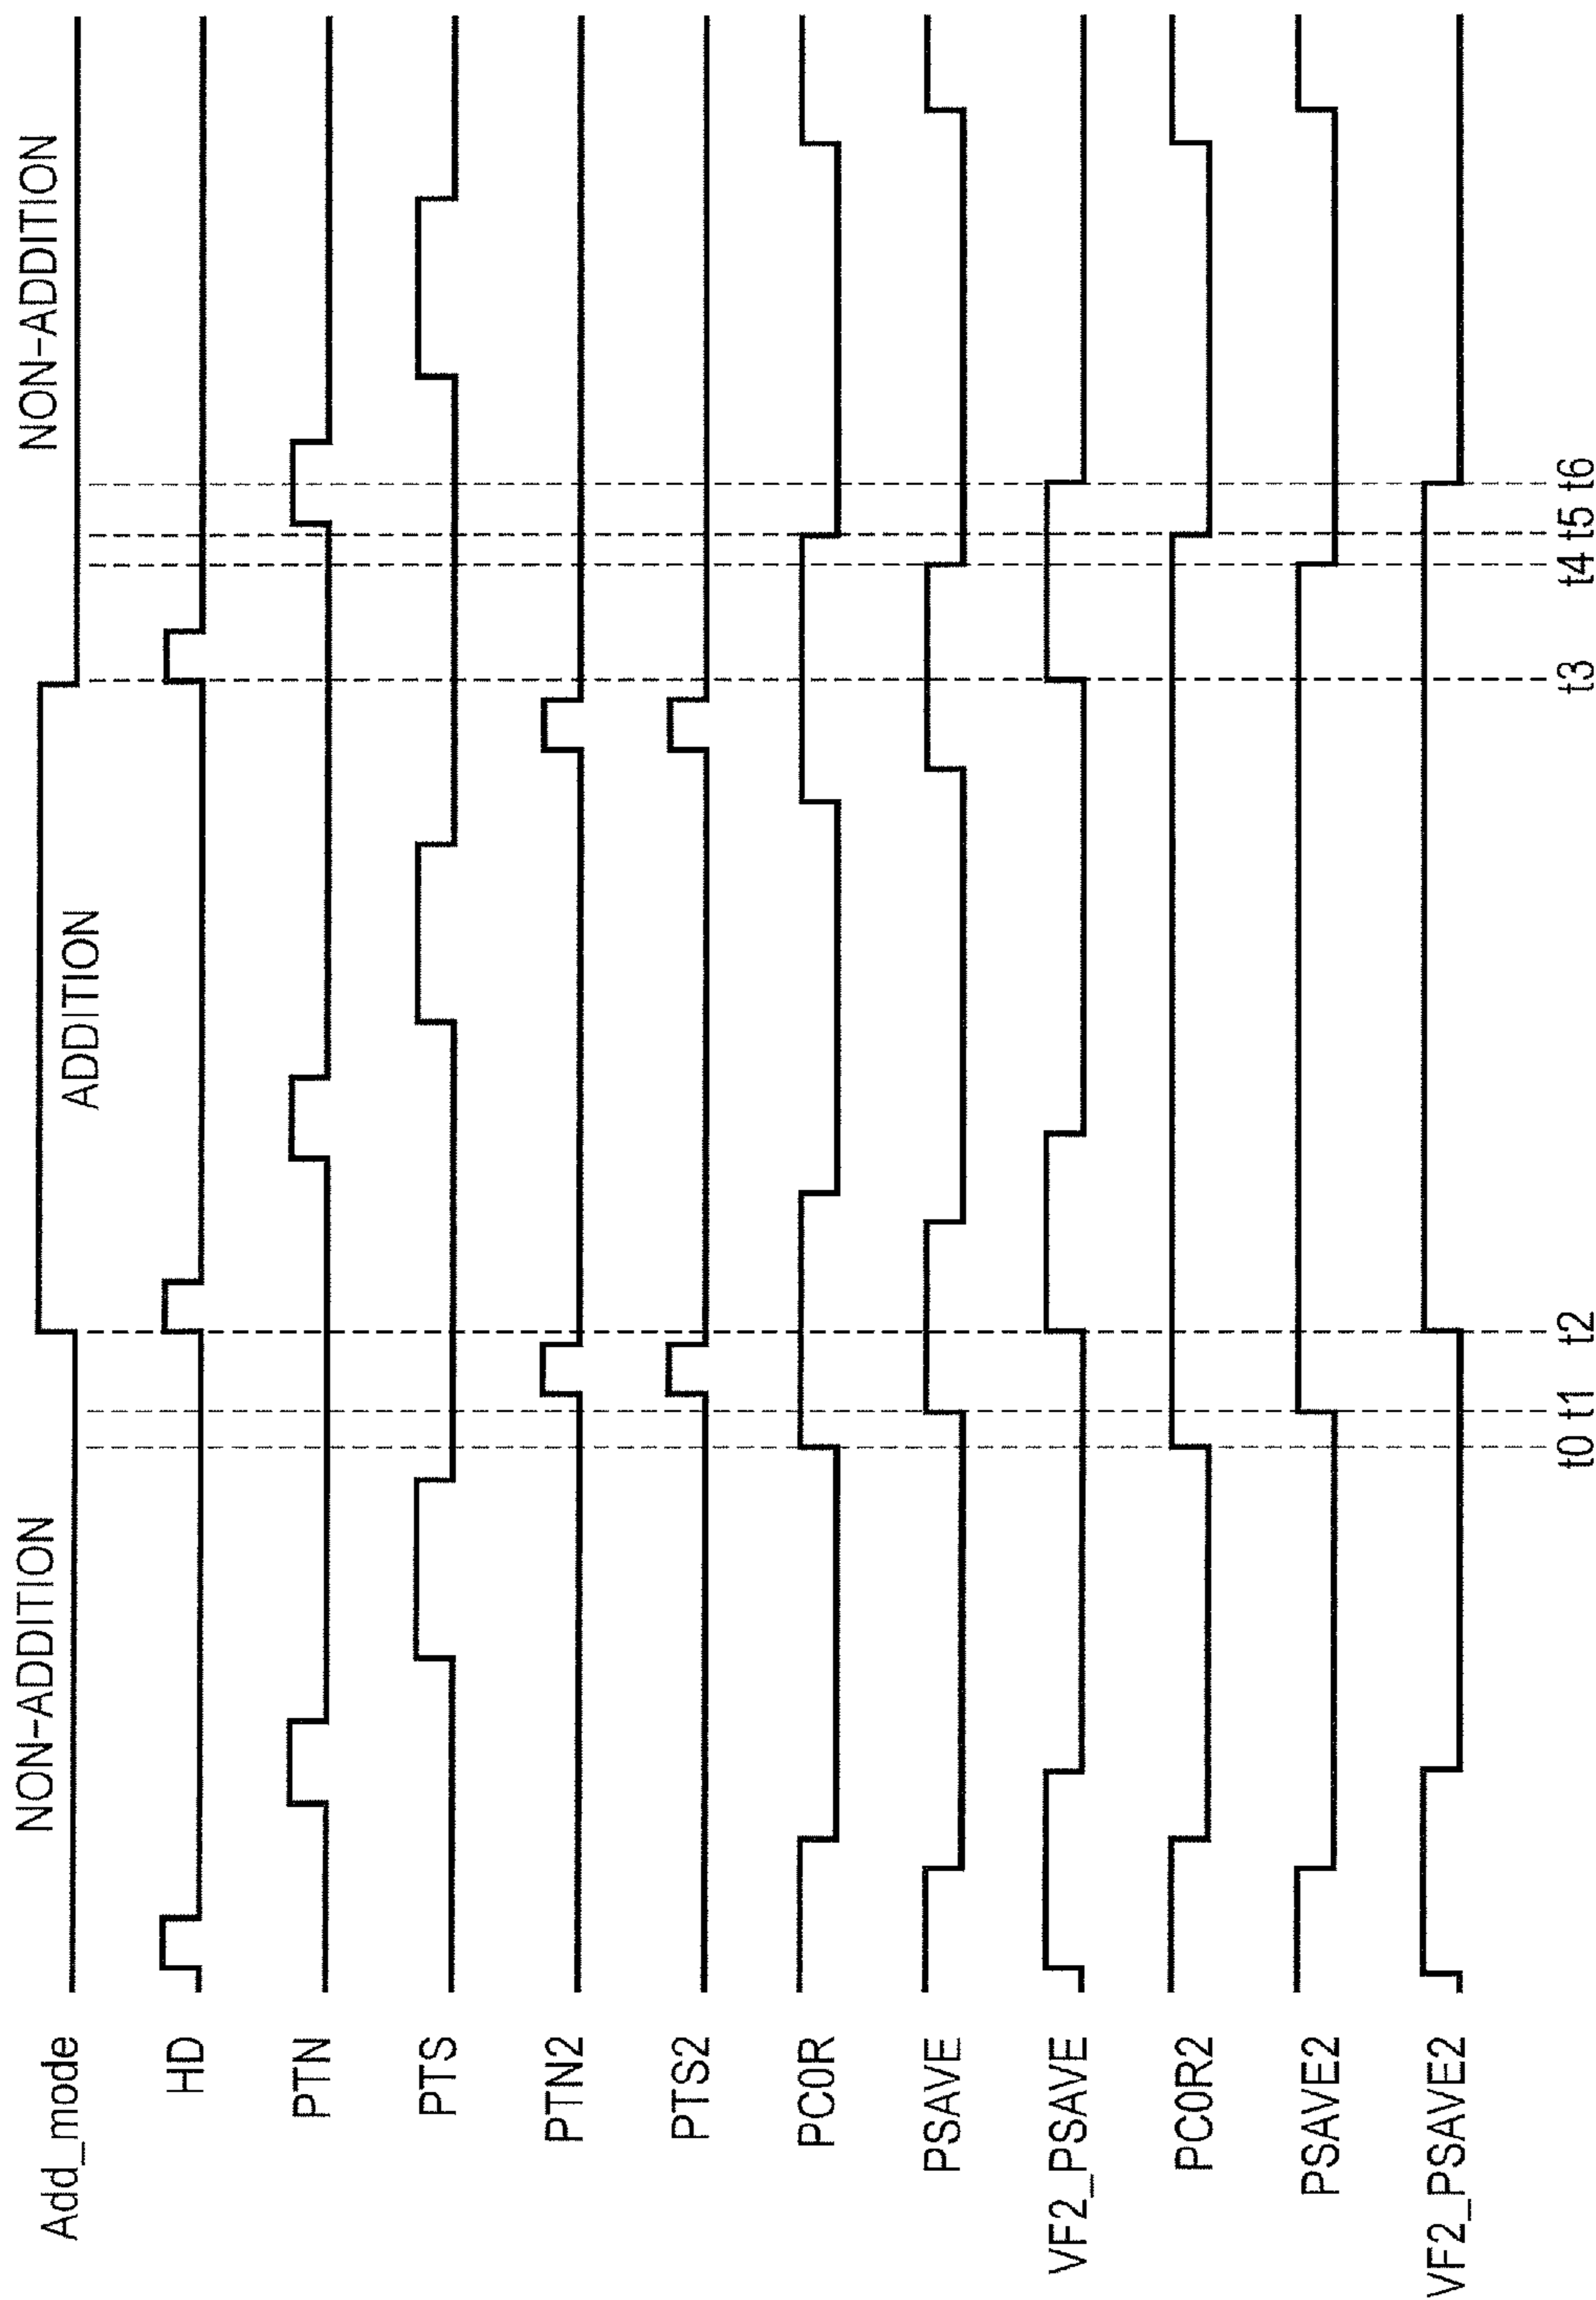 NON-ADDITION
ADDITION
NON-ADDITION
Add_mode
HD
PTN
PTS
PTN2
PTS2
PC0R
PSAVE
VF2_PSAVE
PC0R2
PSAVE2
VF2_PSAVE2
t0 t1 t2 t3 t4 t5 t6